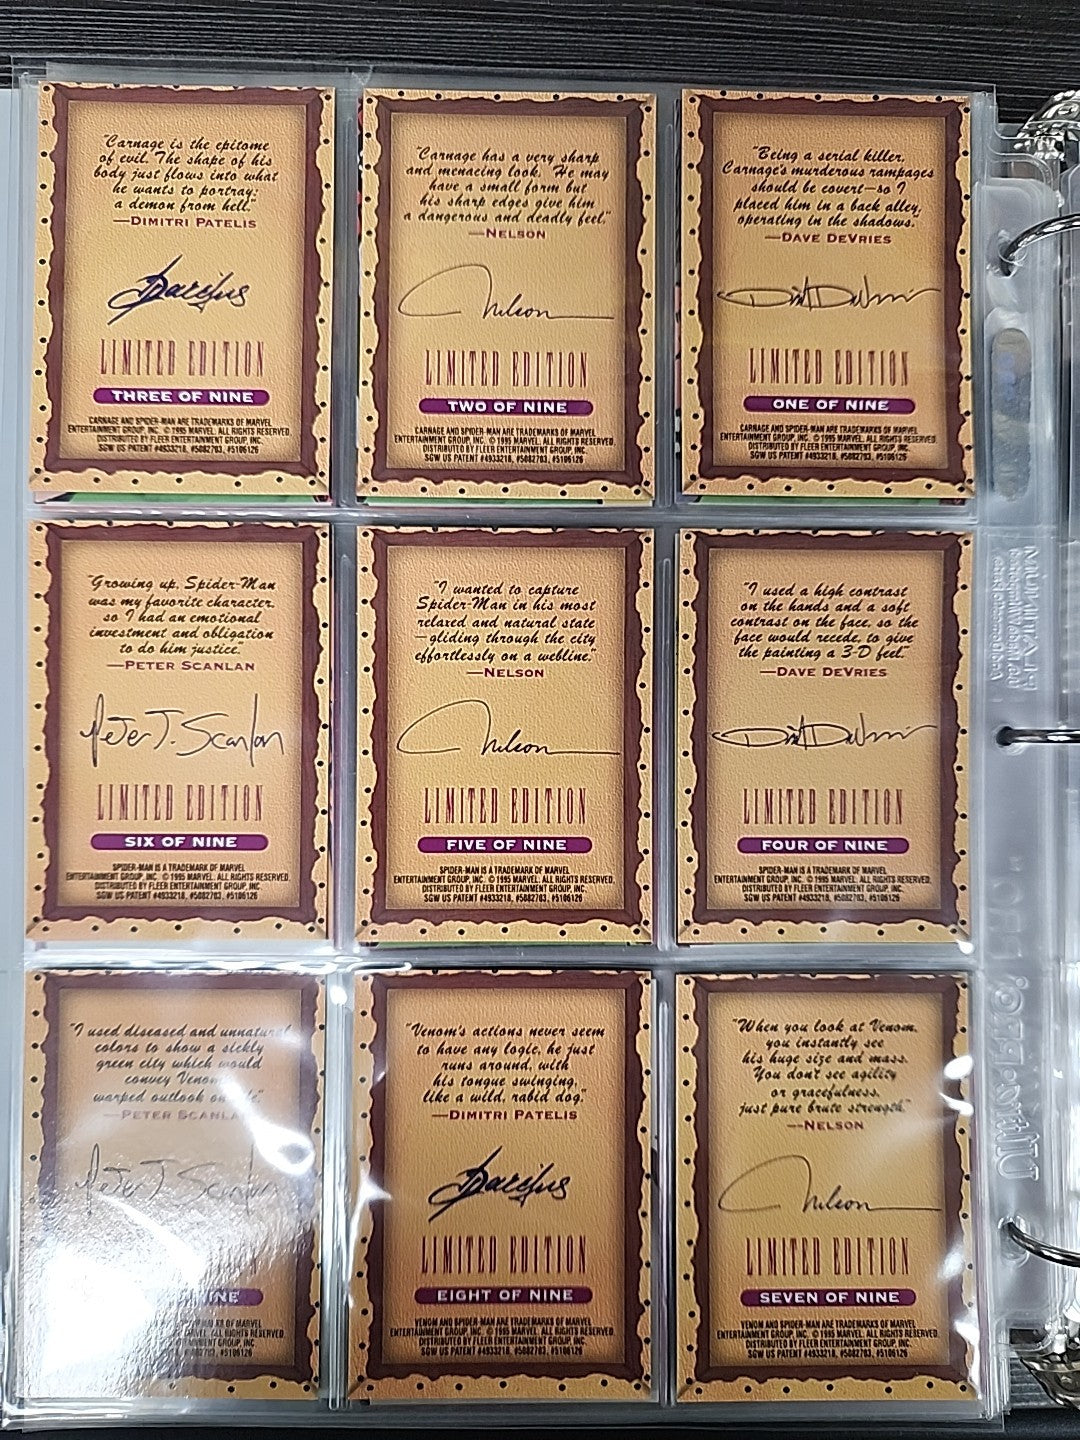 "Carnage is the epitome
of evil. The shape of his
body just flows into what
he wants to portray:
a demon from hell."
—DIMITRI PATELIS
LIMITED EDITION
THREE OF NINE
CARNAGE AND SPIDER-MAN ARE TRADEMARKS OF MARVEL
ENTERTAINMENT GROUP, INC. © 1995 MARVEL. ALL RIGHTS RESERVED.
DISTRIBUTED BY FLEER ENTERTAINMENT GROUP, INC.
SGW US PATENT #4933218, #5082703, #5106126
"Carnage has a very sharp
and menacing look. He may
have a small form but
his sharp edges give him
a dangerous and deadly feel."
—NELSON
Nelson
LIMITED EDITION
TWO OF NINE
CARNAGE AND SPIDER-MAN ARE TRADEMARKS OF MARVEL
ENTERTAINMENT GROUP, INC. © 1995 MARVEL. ALL RIGHTS RESERVED.
DISTRIBUTED BY FLEER ENTERTAINMENT GROUP, INC.
SGW US PATENT #4933218, #5082703, #5106126
"Being a serial killer,
Carnage's murderous rampages
should be covert—so I
placed him in a back alley,
operating in the shadows."
—DAVE DEVRIES
LIMITED EDITION
ONE OF NINE
CARNAGE AND SPIDER-MAN ARE TRADEMARKS OF MARVEL
ENTERTAINMENT GROUP, INC. © 1995 MARVEL. ALL RIGHTS RESERVED.
DISTRIBUTED BY FLEER ENTERTAINMENT GROUP, INC.
SGW US PATENT #4933218, #5082703, #5106126
"Growing up, Spider-Man
was my favorite character,
so I had an emotional
investment and obligation
to do him justice."
—PETER SCANLAN
Peter J. Scanlan
LIMITED EDITION
SIX OF NINE
SPIDER-MAN IS A TRADEMARK OF MARVEL
ENTERTAINMENT GROUP, INC. © 1995 MARVEL. ALL RIGHTS RESERVED.
DISTRIBUTED BY FLEER ENTERTAINMENT GROUP, INC.
SGW US PATENT #4933218, #5082703, #5106126
"I wanted to capture
Spider-Man in his most
relaxed and natural state
—gliding through the city
effortlessly on a webline."
—NELSON
Nelson
LIMITED EDITION
FIVE OF NINE
SPIDER-MAN IS A TRADEMARK OF MARVEL
ENTERTAINMENT GROUP, INC. © 1995 MARVEL. ALL RIGHTS RESERVED.
DISTRIBUTED BY FLEER ENTERTAINMENT GROUP, INC.
SGW US PATENT #4933218, #5082703, #5106126
"I used a high contrast
on the hands and a soft
contrast on the face, so the
face would recede, to give
the painting a 3-D feel."
—DAVE DEVRIES
LIMITED EDITION
FOUR OF NINE
SPIDER-MAN IS A TRADEMARK OF MARVEL
ENTERTAINMENT GROUP, INC. © 1995 MARVEL. ALL RIGHTS RESERVED.
DISTRIBUTED BY FLEER ENTERTAINMENT GROUP, INC.
SGW US PATENT #4933218, #5082703, #5106126
"I used diseased and unnatural
colors to show a sickly
green city which would
convey Venom's
warped outlook on life."
—PETER SCANLAN
Peter J. Scanlan
NINE
ARE TRADEMARKS OF MARVEL
MARVEL. ALL RIGHTS RESERVED.
ENTERTAINMENT GROUP, INC.
#5106126
"Venom's actions never seem
to have any logic, he just
runs around, with
his tongue swinging,
like a wild, rabid dog."
—DIMITRI PATELIS
LIMITED EDITION
EIGHT OF NINE
VENOM AND SPIDER-MAN ARE TRADEMARKS OF MARVEL
ENTERTAINMENT GROUP, INC. © 1995 MARVEL. ALL RIGHTS RESERVED.
DISTRIBUTED BY FLEER ENTERTAINMENT GROUP, INC.
SGW US PATENT #4933218, #5082703, #5106126
"When you look at Venom,
you instantly see
his huge size and mass.
You don't see agility
or gracefulness,
just pure brute strength."
—NELSON
Nelson
LIMITED EDITION
SEVEN OF NINE
VENOM AND SPIDER-MAN ARE TRADEMARKS OF MARVEL
ENTERTAINMENT GROUP, INC. © 1995 MARVEL. ALL RIGHTS RESERVED.
DISTRIBUTED BY FLEER ENTERTAINMENT GROUP, INC.
SGW US PATENT #4933218, #5082703, #5106126